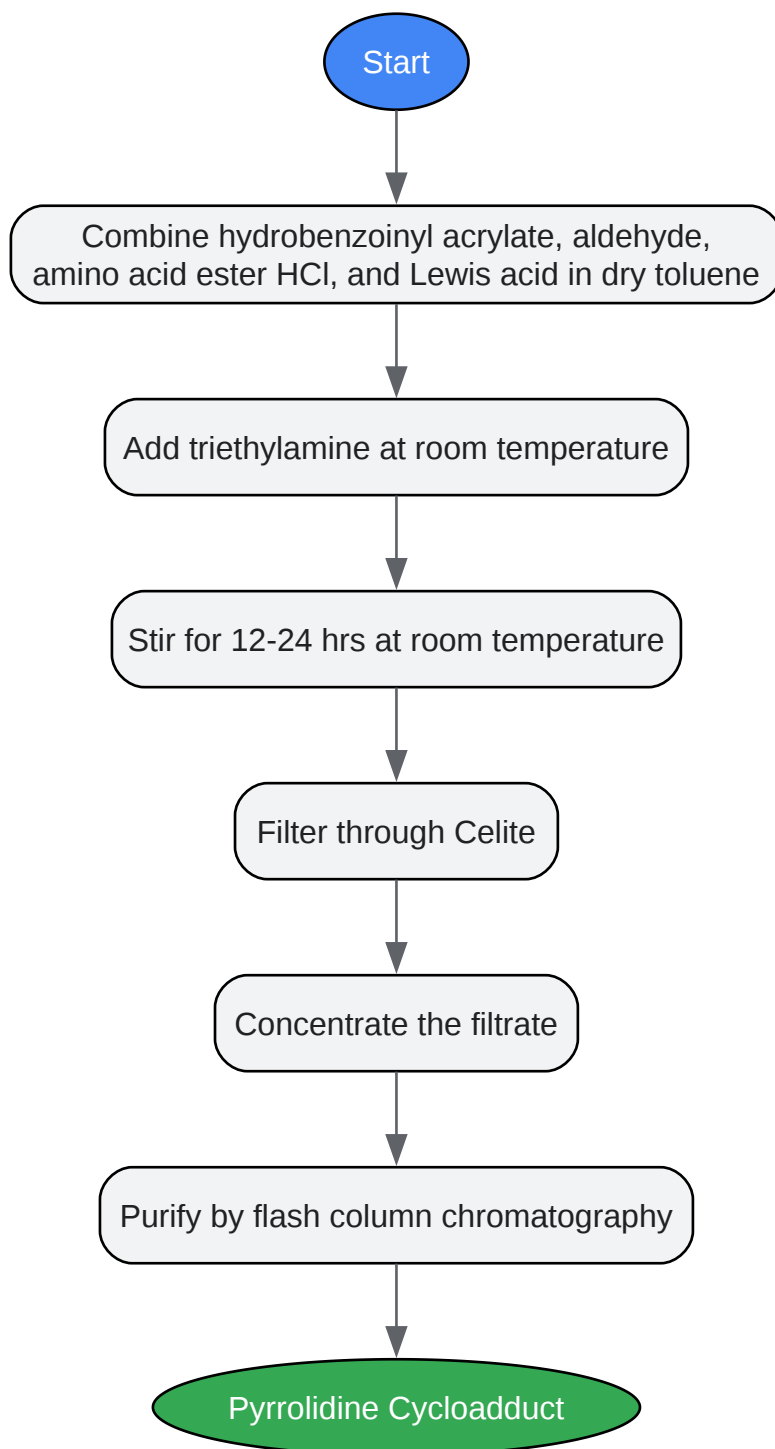 Start
Combine hydrobenzoinyl acrylate, aldehyde,
amino acid ester HCl, and Lewis acid in dry toluene
Add triethylamine at room temperature
Stir for 12-24 hrs at room temperature
Filter through Celite
Concentrate the filtrate
Purify by flash column chromatography
Pyrrolidine Cycloadduct